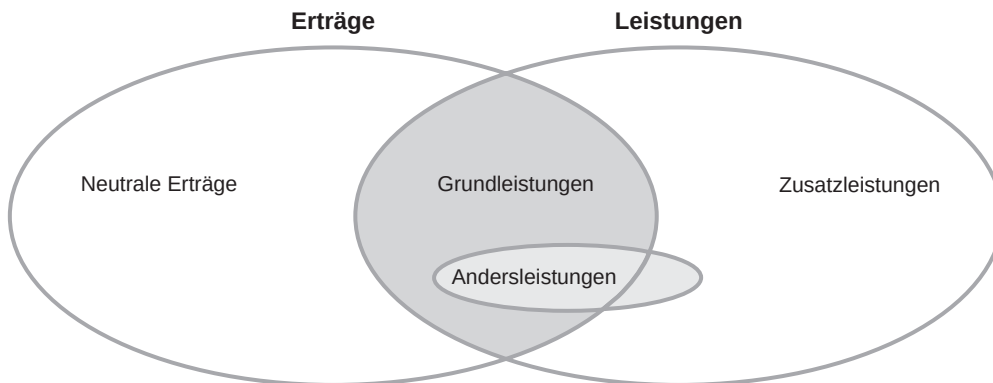 Erträge
Leistungen
Neutrale Erträge
Grundleistungen
Zusatzleistungen
Andersleistungen